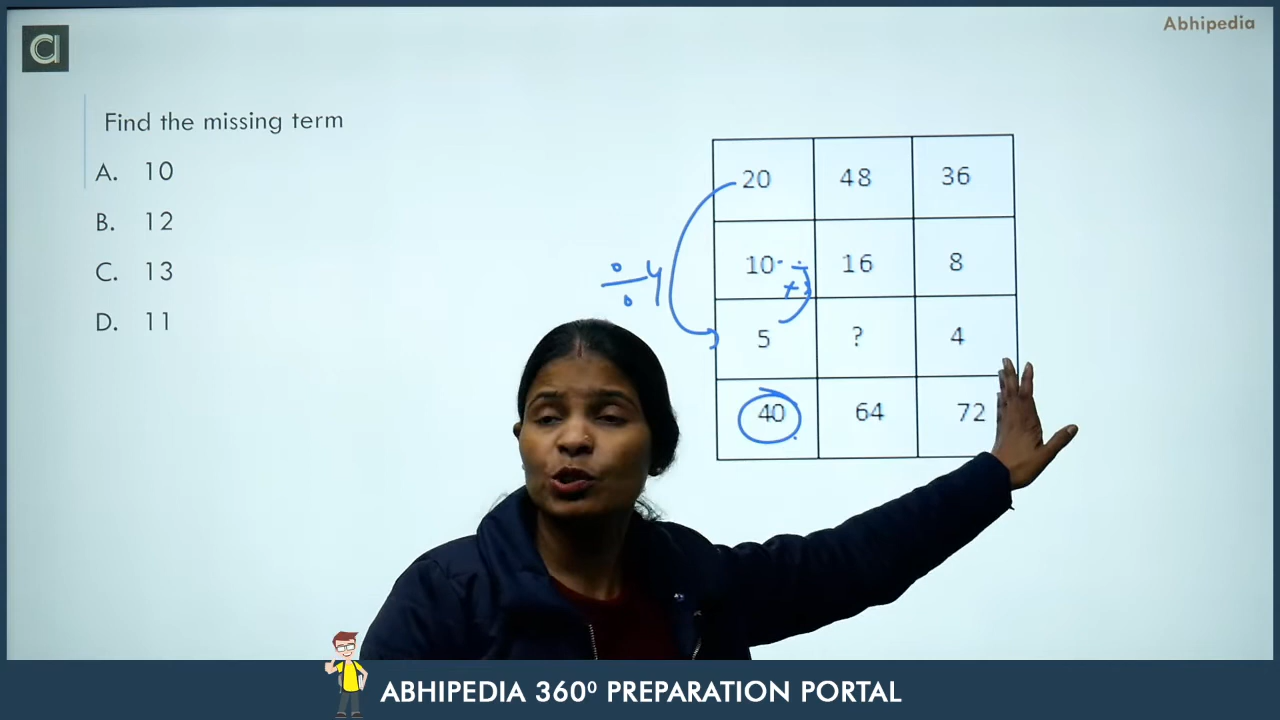 Abhipedia
a
Find the missing term
A. 10
B. 12
C. 13
D. 11
20 48 36
10 16 8
5 ? 4
40 64 72
÷4
ABHIPEDIA 360⁰ PREPARATION PORTAL